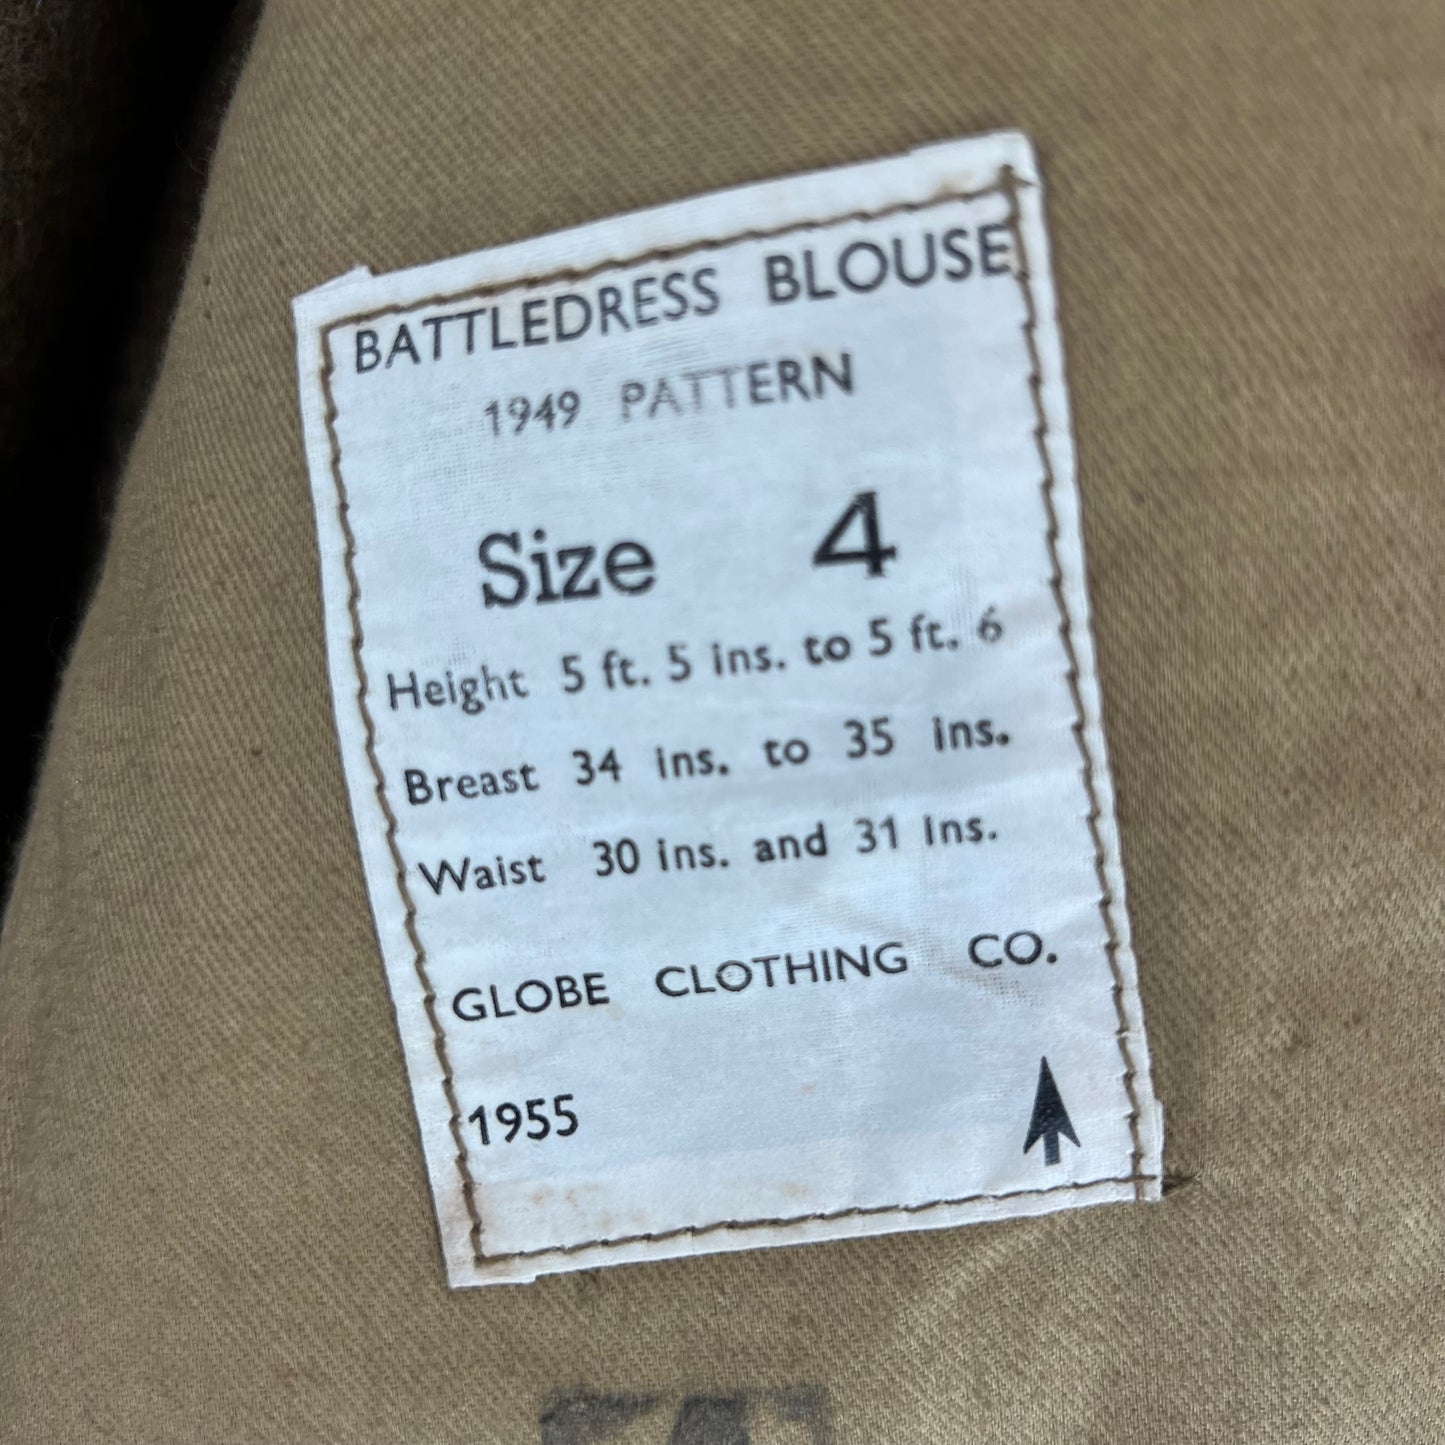 BATTLEDRESS BLOUSE
1949 PATTERN
Size 4
Height 5 ft. 5 ins. to 5 ft. 6
Breast 34 ins. to 35 ins.
Waist 30 ins. and 31 ins.
GLOBE CLOTHING CO.
1955